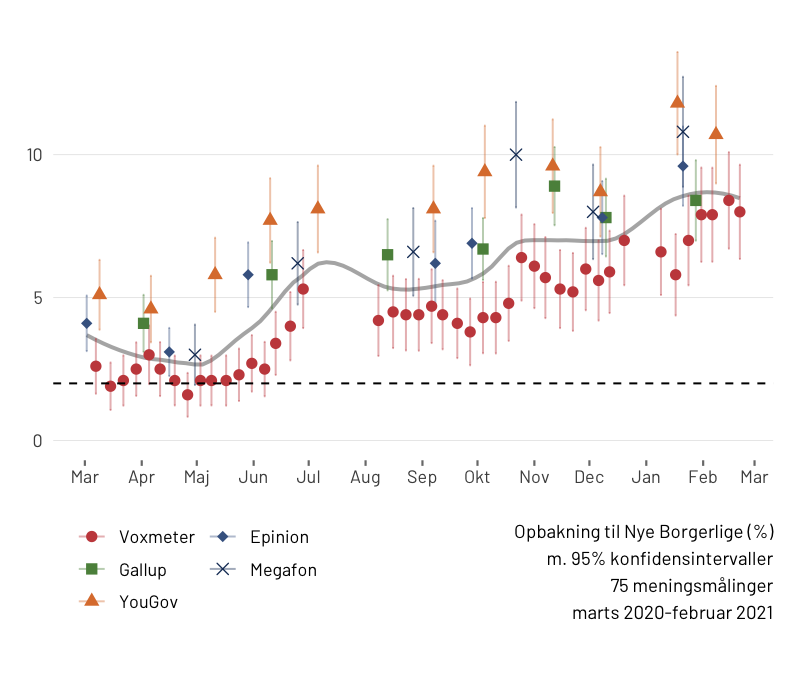 10
5
0
Mar Apr Maj Jun Jul Aug Sep Okt Nov Dec Jan Feb Mar
Voxmeter Epinion
Gallup Megafon
YouGov
Opbakning til Nye Borgerlige (%)
m. 95% konfidensintervaller
75 meningsmålinger
marts 2020-februar 2021